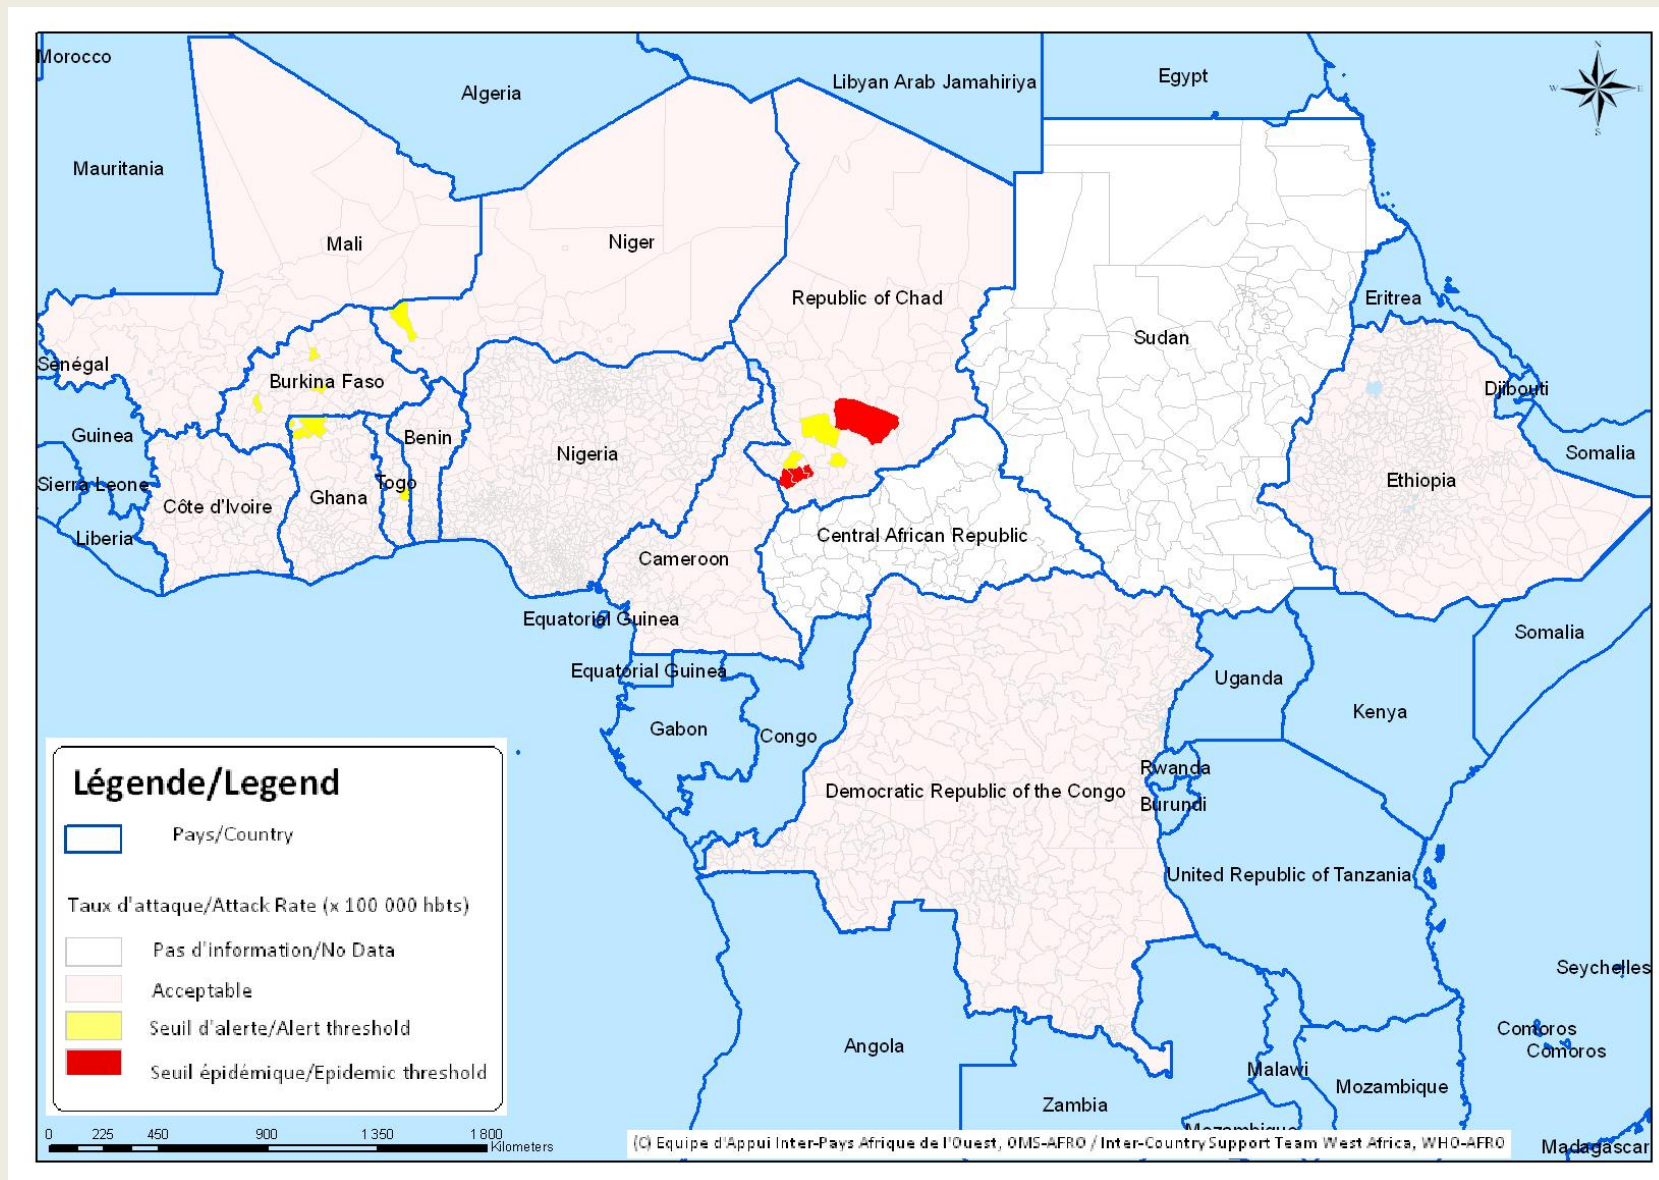 Morocco
Algeria
Libyan Arab Jamahiriya
Egypt
N
W
E
S
Mauritania
Mali
Niger
Republic of Chad
Sudan
Eritrea
Sénégal
Burkina Faso
Djibouti
Guinea
Benin
Nigeria
Somalia
Sierra Leone
Togo
Ethiopia
Côte d'Ivoire
Ghana
Liberia
Central African Republic
Cameroon
Equatorial Guinea
Somalia
Equatorial Guinea
Uganda
Gabon
Congo
Kenya
Rwanda
Democratic Republic of the Congo
Burundi
United Republic of Tanzania
Seychelles
Comoros
Comoros
Angola
Malawi
Mozambique
Zambia
Mozambique
Madagascar
Légende/Legend
Pays/Country
Taux d'attaque/Attack Rate (x 100 000 hbts)
Pas d'information/No Data
Acceptable
Seuil d'alerte/Alert threshold
Seuil épidémique/Epidemic threshold
0 225 450 900 1 350 1 800
Kilometers
(C) Equipe d'Appui Inter-Pays Afrique de l'Ouest, OMS-AFRO / Inter-Country Support Team West Africa, WHO-AFRO